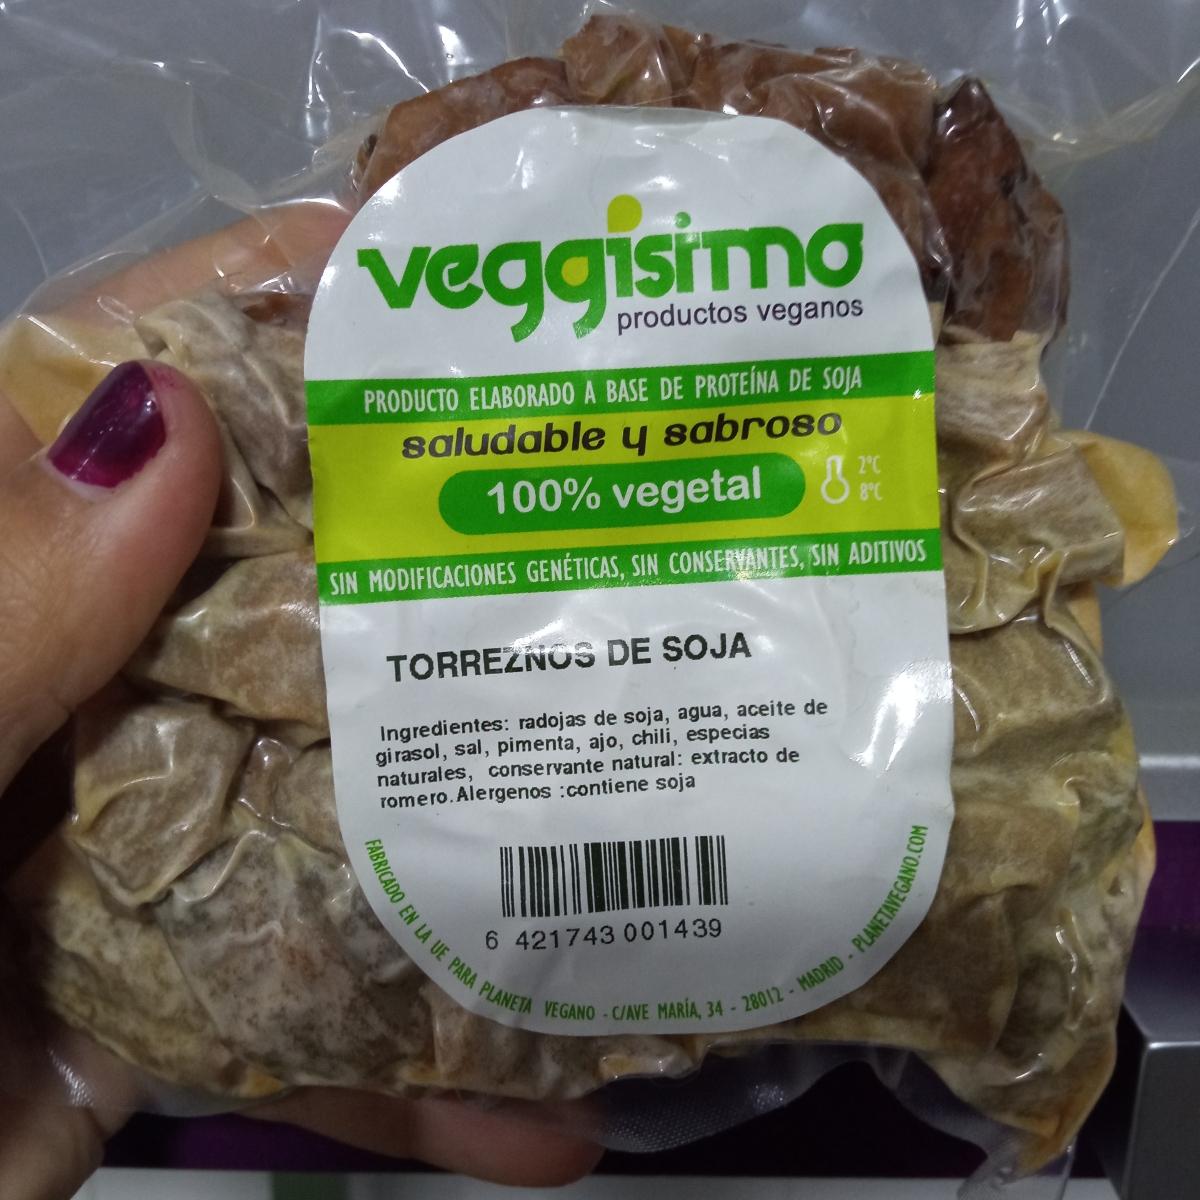 veggisimo
productos veganos
PRODUCTO ELABORADO A BASE DE PROTEÍNA DE SOJA
saludable y sabroso
100% vegetal
2°C
8°C
SIN MODIFICACIONES GENÉTICAS, SIN CONSERVANTES, SIN ADITIVOS
TORREZNOS DE SOJA
Ingredientes: radojas de soja, agua, aceite de
girasol, sal, pimenta, ajo, chili, especias
naturales, conservante natural: extracto de
romero.Alergenos :contiene soja
6 421743 001439
FABRICADO EN LA UE PARA PLANETA VEGANO - C/AVE MARÍA, 34 - 28012 - MADRID - PLANETAVEGANO.COM